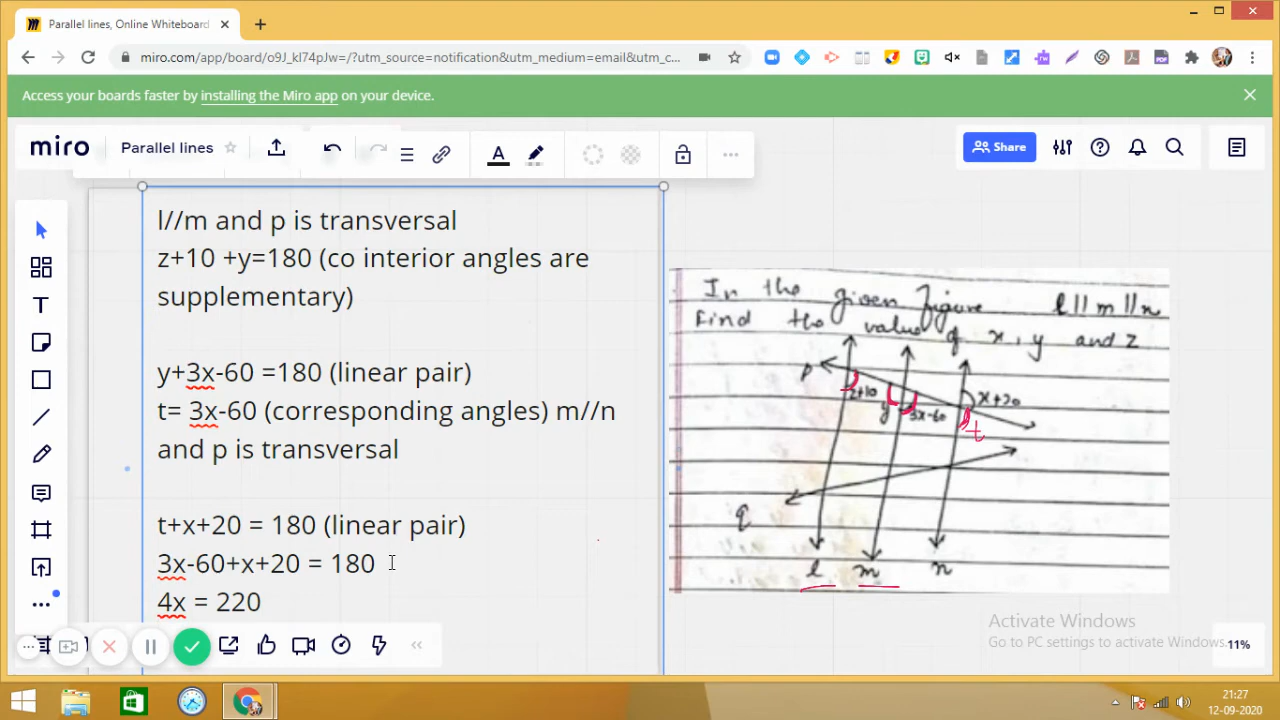 Parallel lines, Online Whiteboard
miro.com/app/board/o9J_kl74pJw=/?utm_source=notification&utm_medium=email&utm_c...
Access your boards faster by installing the Miro app on your device.
miro
Parallel lines
A
Share
T
l//m and p is transversal
z+10 +y=180 (co interior angles are
supplementary)
y+3x-60 =180 (linear pair)
t= 3x-60 (corresponding angles) m//n
and p is transversal
t+x+20 = 180 (linear pair)
3x-60+x+20 = 180
4x = 220
In the given figure l || m || n
Find the value of x, y and z
p
z+10
y
3x-60
x+20
t
q
l m n
Activate Windows
Go to PC settings to activate Windows.
11%
21:27
12-09-2020